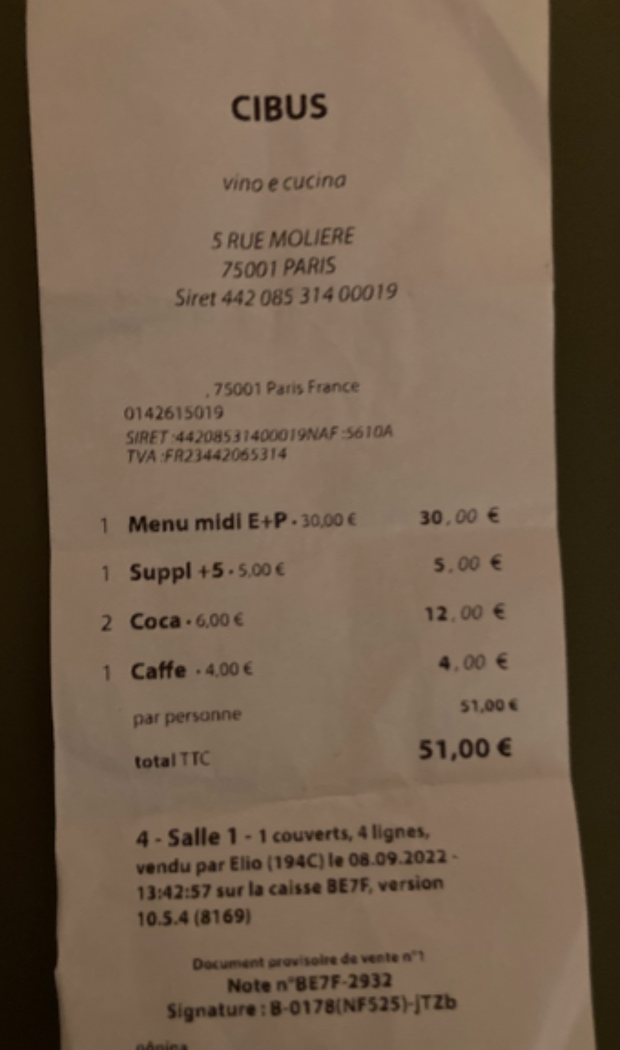 CIBUS
vino e cucina
5 RUE MOLIERE
75001 PARIS
Siret 442 085 314 00019
, 75001 Paris France
0142615019
SIRET :44208531400019NAF :5610A
TVA :FR23442065314
1 Menu midi E+P • 30,00 € 30,00 €
1 Suppl +5 • 5,00 € 5,00 €
2 Coca • 6,00 € 12,00 €
1 Caffe • 4,00 € 4,00 €
par personne 51,00 €
total TTC 51,00 €
4 - Salle 1 - 1 couverts, 4 lignes,
vendu par Elio (194C) le 08.09.2022 -
13:42:57 sur la caisse BE7F, version
10.5.4 (8169)
Document provisoire de vente n°1
Note n°BE7F-2932
Signature : B-0178(NF525)-jTZb